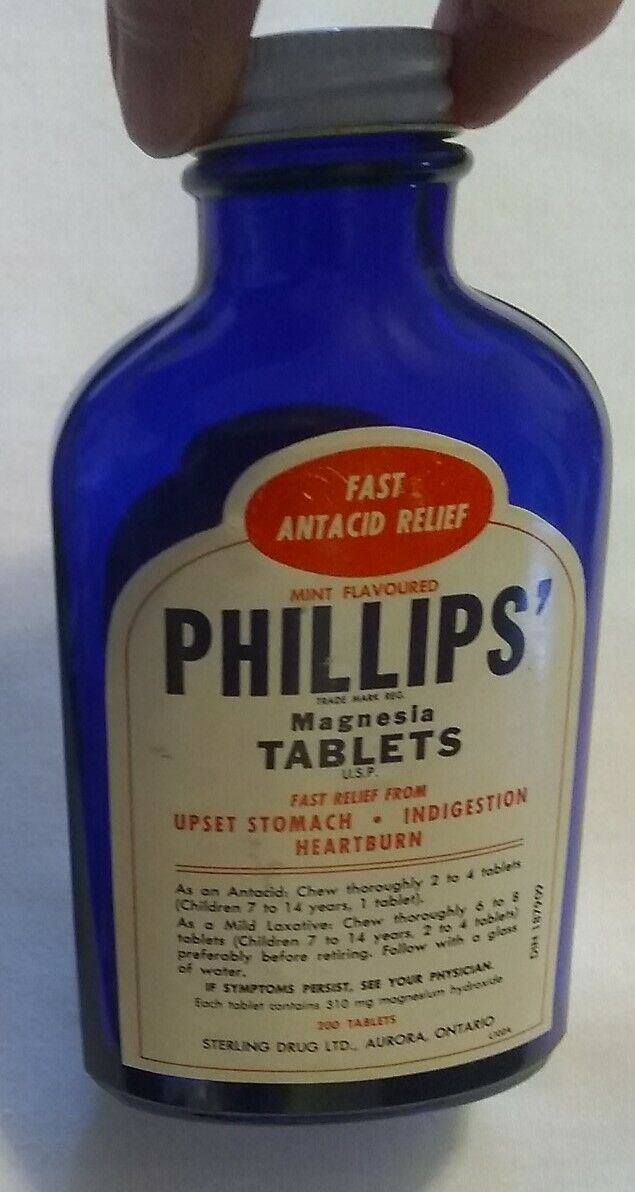 FAST
ANTACID RELIEF
MINT FLAVOURED
PHILLIPS'
TRADE MARK REG.
Magnesia
TABLETS
U.S.P.
FAST RELIEF FROM
UPSET STOMACH • INDIGESTION
HEARTBURN
As an Antacid: Chew thoroughly 2 to 4 tablets
(Children 7 to 14 years, 1 tablet).
As a Mild Laxative: Chew thoroughly 6 to 8
tablets (Children 7 to 14 years, 2 to 4 tablets)
preferably before retiring. Follow with a glass
of water.
IF SYMPTOMS PERSIST, SEE YOUR PHYSICIAN.
Each tablet contains 310 mg magnesium hydroxide
200 TABLETS
STERLING DRUG LTD., AURORA, ONTARIO
DIN 187909